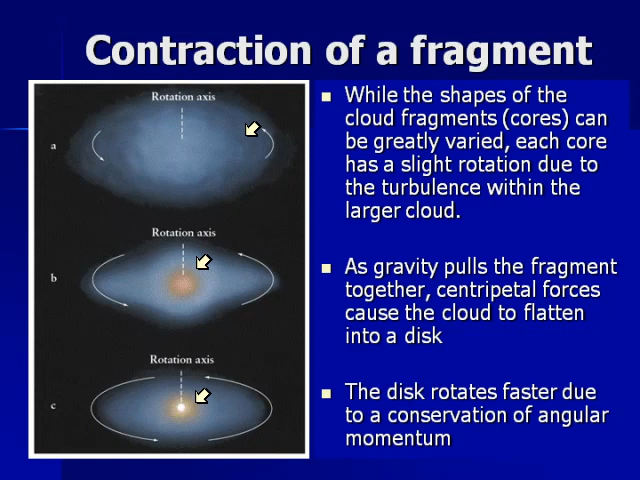 Contraction of a fragment
Rotation axis
a
Rotation axis
b
Rotation axis
c
While the shapes of the
cloud fragments (cores) can
be greatly varied, each core
has a slight rotation due to
the turbulence within the
larger cloud.
As gravity pulls the fragment
together, centripetal forces
cause the cloud to flatten
into a disk
The disk rotates faster due
to a conservation of angular
momentum